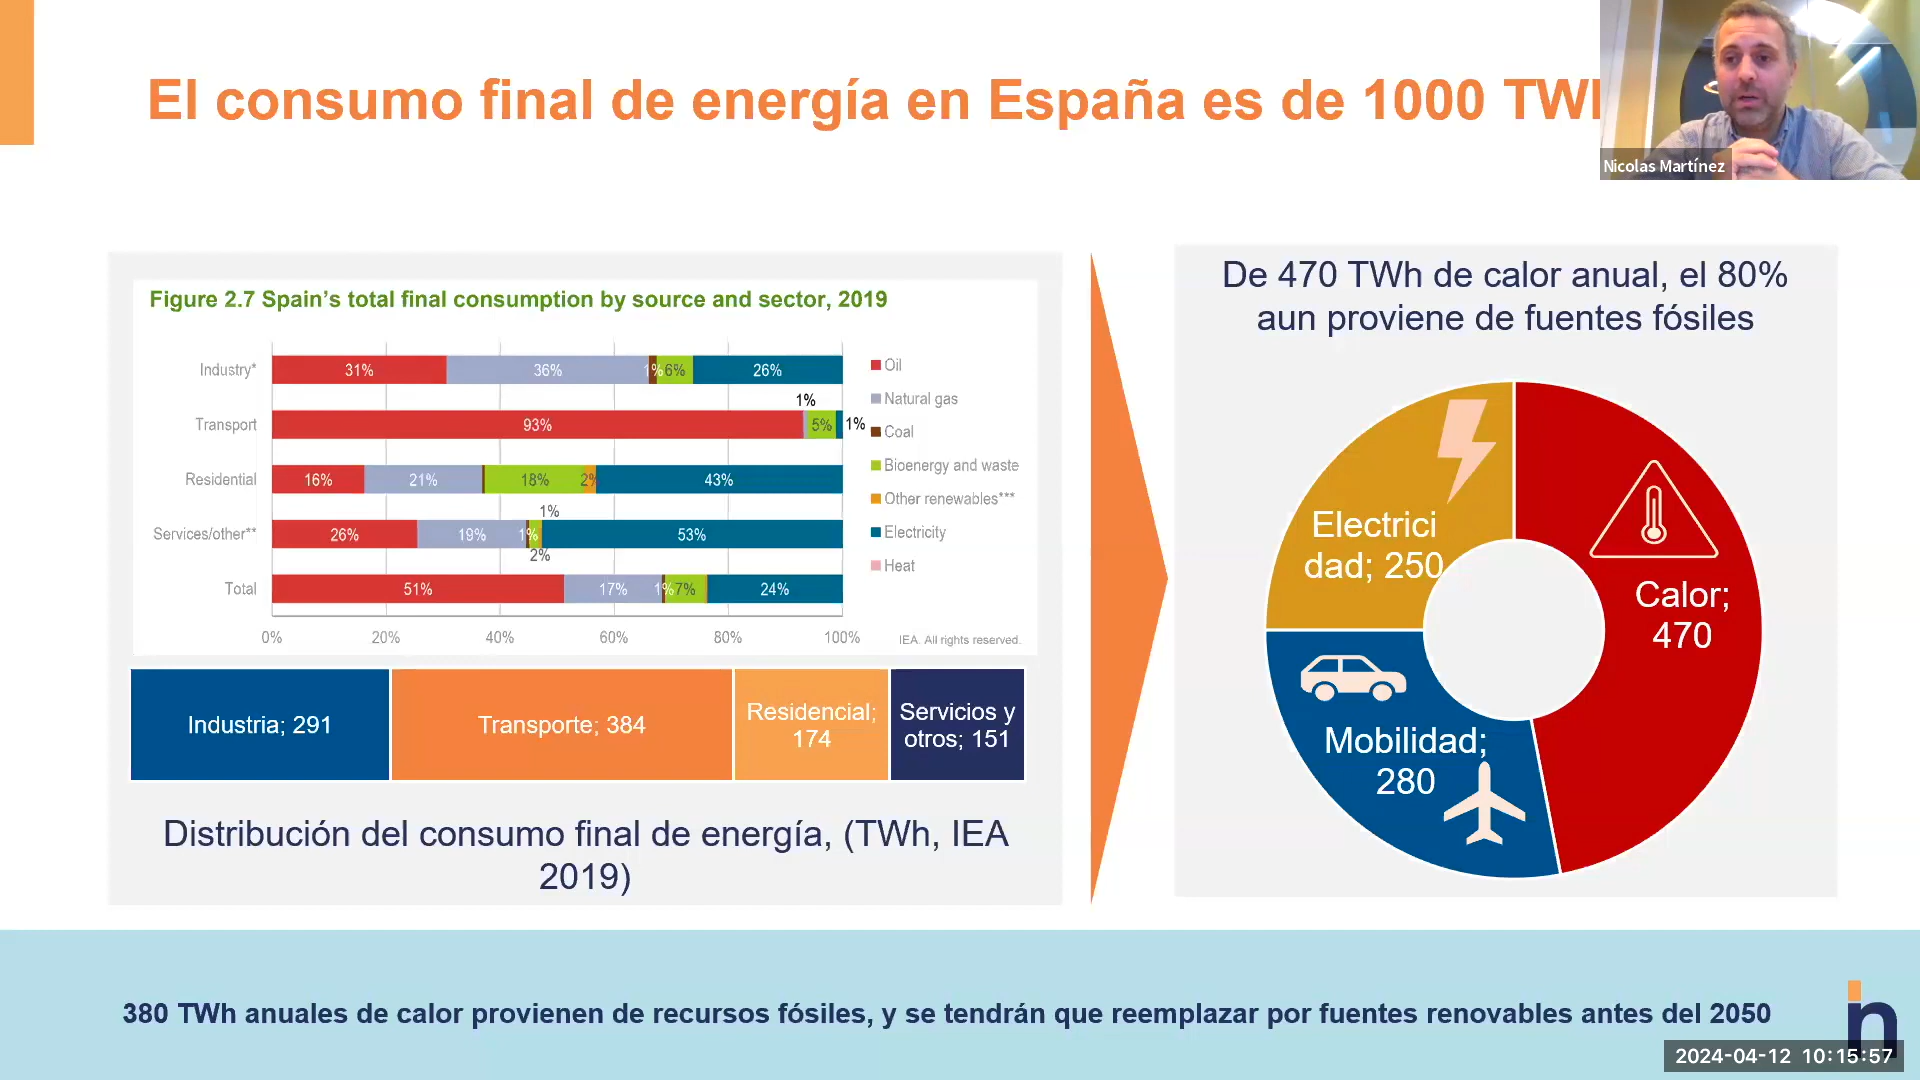 El consumo final de energía en España es de 1000
Nicolas Martínez
Figure 2.7 Spain's total final consumption by source and sector, 2019
Industry* 31% 36% 1% 6% 26%
1%
Transport 93% 5% 1%
Residential 16% 21% 18% 2% 43%
1%
Services/other** 26% 19% 1% 53%
2%
Total 51% 17% 1% 7% 24%
0% 20% 40% 60% 80% 100%
Oil
Natural gas
Coal
Bioenergy and waste
Other renewables***
Electricity
Heat
IEA. All rights reserved.
Industria; 291
Transporte; 384
Residencial;
174
Servicios y
otros; 151
Distribución del consumo final de energía, (TWh, IEA
2019)
De 470 TWh de calor anual, el 80%
aun proviene de fuentes fósiles
Electrici
dad; 250
Calor;
470
Mobilidad;
280
380 TWh anuales de calor provienen de recursos fósiles, y se tendrán que reemplazar por fuentes renovables antes del 2050
in
2024-04-12 10:15:57